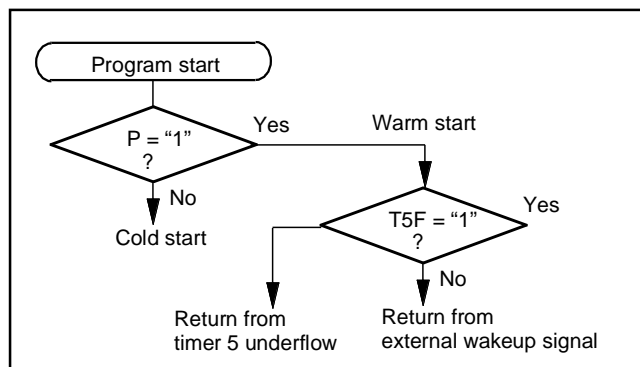 Program start
P = “1”
?
Yes
Warm start
No
Cold start
T5F = “1”
?
Yes
No
Return from
timer 5 underflow
Return from
external wakeup signal